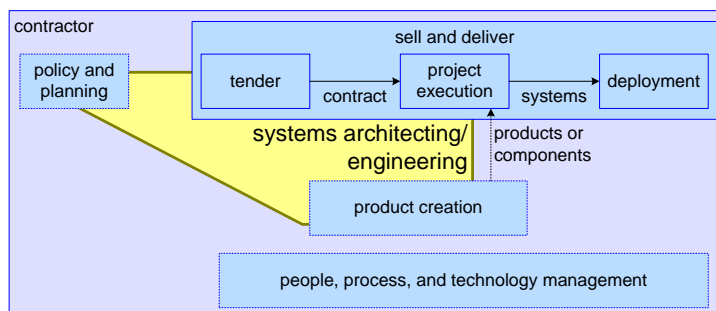 contractor
sell and deliver
policy and
planning
tender
contract
project
execution
systems
deployment
systems architecting/
engineering
products or
components
product creation
people, process, and technology management